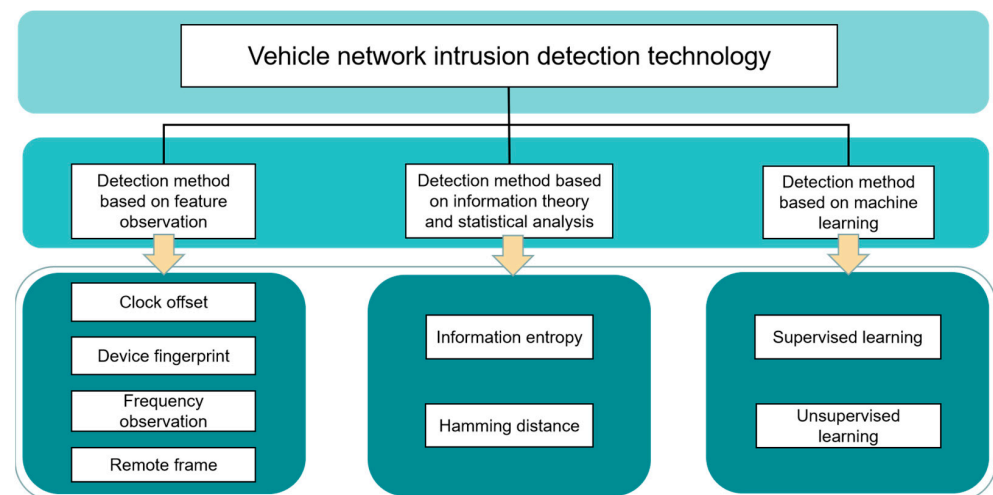 Vehicle network intrusion detection technology
Detection method
based on feature
observation
Detection method based
on information theory
and statistical analysis
Detection method
based on machine
learning
Clock offset
Device fingerprint
Frequency
observation
Remote frame
Information entropy
Hamming distance
Supervised learning
Unsupervised
learning